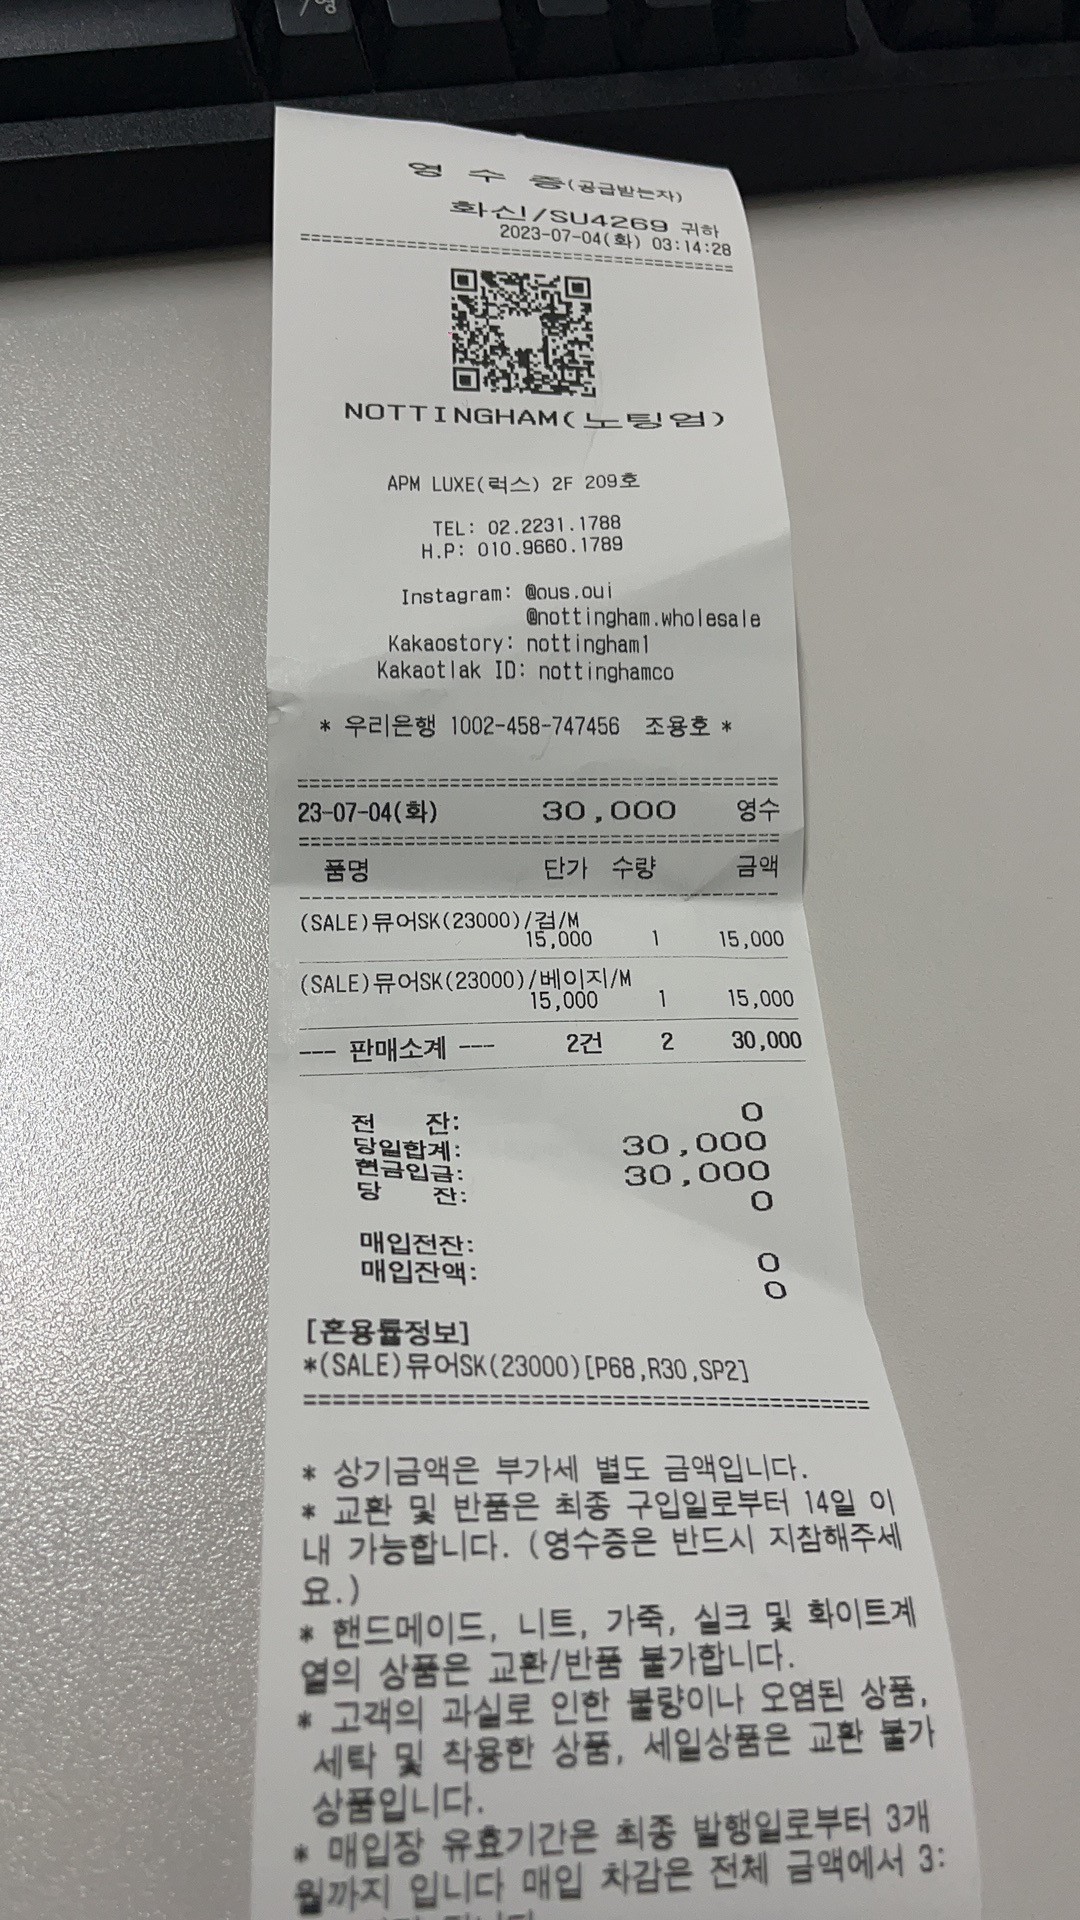 영 수 증(공급받는자)
화신/SU4269 귀하
2023-07-04(화) 03:14:28
NOTTINGHAM(노팅엄)
APM LUXE(럭스) 2F 209호
TEL: 02.2231.1788
H.P: 010.9660.1789
Instagram: @ous.oui
@nottingham.wholesale
Kakaostory: nottingham1
Kakaotlak ID: nottinghamco
* 우리은행 1002-458-747456 조용호 *
23-07-04(화) 30,000 영수
품명 단가 수량 금액
(SALE)뮤어SK(23000)/검/M
15,000 1 15,000
(SALE)뮤어SK(23000)/베이지/M
15,000 1 15,000
--- 판매소계 --- 2건 2 30,000
전 잔: 0
당일합계: 30,000
현금입금: 30,000
당 잔: 0
매입전잔: 0
매입잔액: 0
[혼용률정보]
*(SALE)뮤어SK(23000)[P68,R30,SP2]
* 상기금액은 부가세 별도 금액입니다.
* 교환 및 반품은 최종 구입일로부터 14일 이
내 가능합니다. (영수증은 반드시 지참해주세
요.)
* 핸드메이드, 니트, 가죽, 실크 및 화이트계
열의 상품은 교환/반품 불가합니다.
* 고객의 과실로 인한 불량이나 오염된 상품,
세탁 및 착용한 상품, 세일상품은 교환 불가
상품입니다.
* 매입장 유효기간은 최종 발행일로부터 3개
월까지 입니다 매입 차감은 전체 금액에서 3: